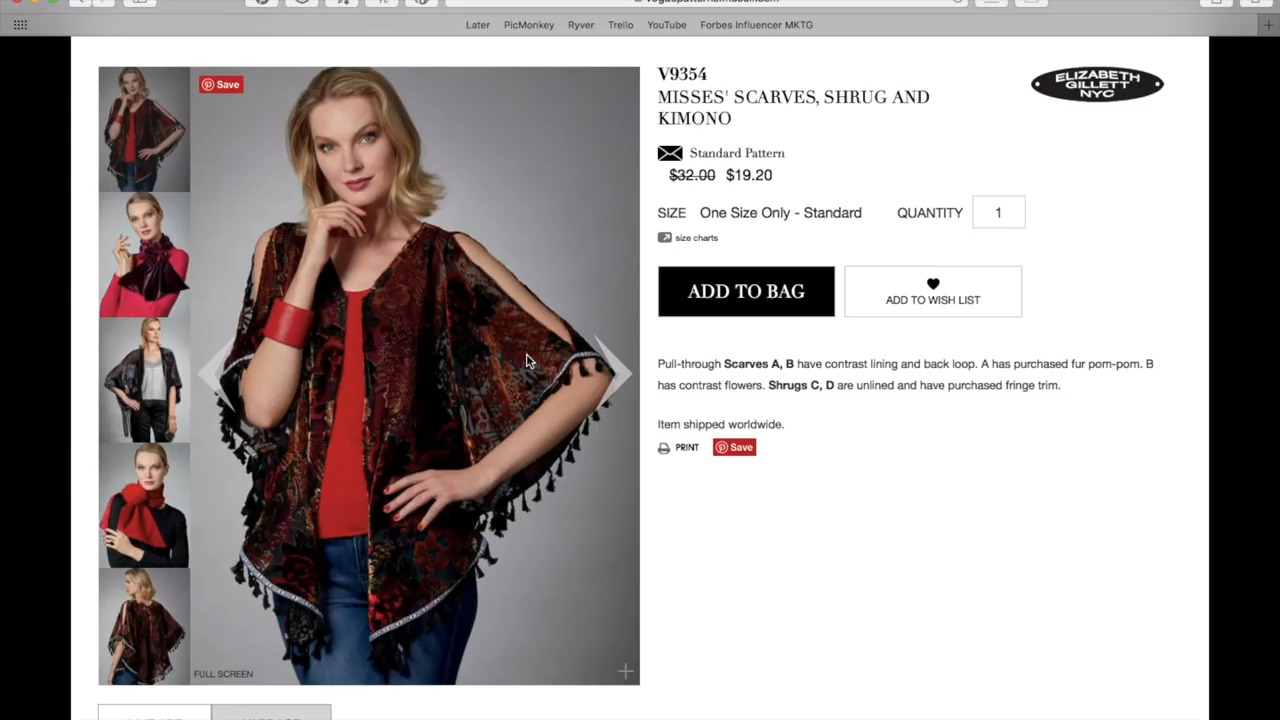 Later PicMonkey Ryver Trello YouTube Forbes Influencer MKTG
Save
V9354
MISSES' SCARVES, SHRUG AND
KIMONO
ELIZABETH
GILLETT
NYC
Standard Pattern
$32.00 $19.20
SIZE One Size Only - Standard QUANTITY 1
size charts
ADD TO BAG
ADD TO WISH LIST
Pull-through Scarves A, B have contrast lining and back loop. A has purchased fur pom-pom. B
has contrast flowers. Shrugs C, D are unlined and have purchased fringe trim.
Item shipped worldwide.
PRINT Save
FULL SCREEN